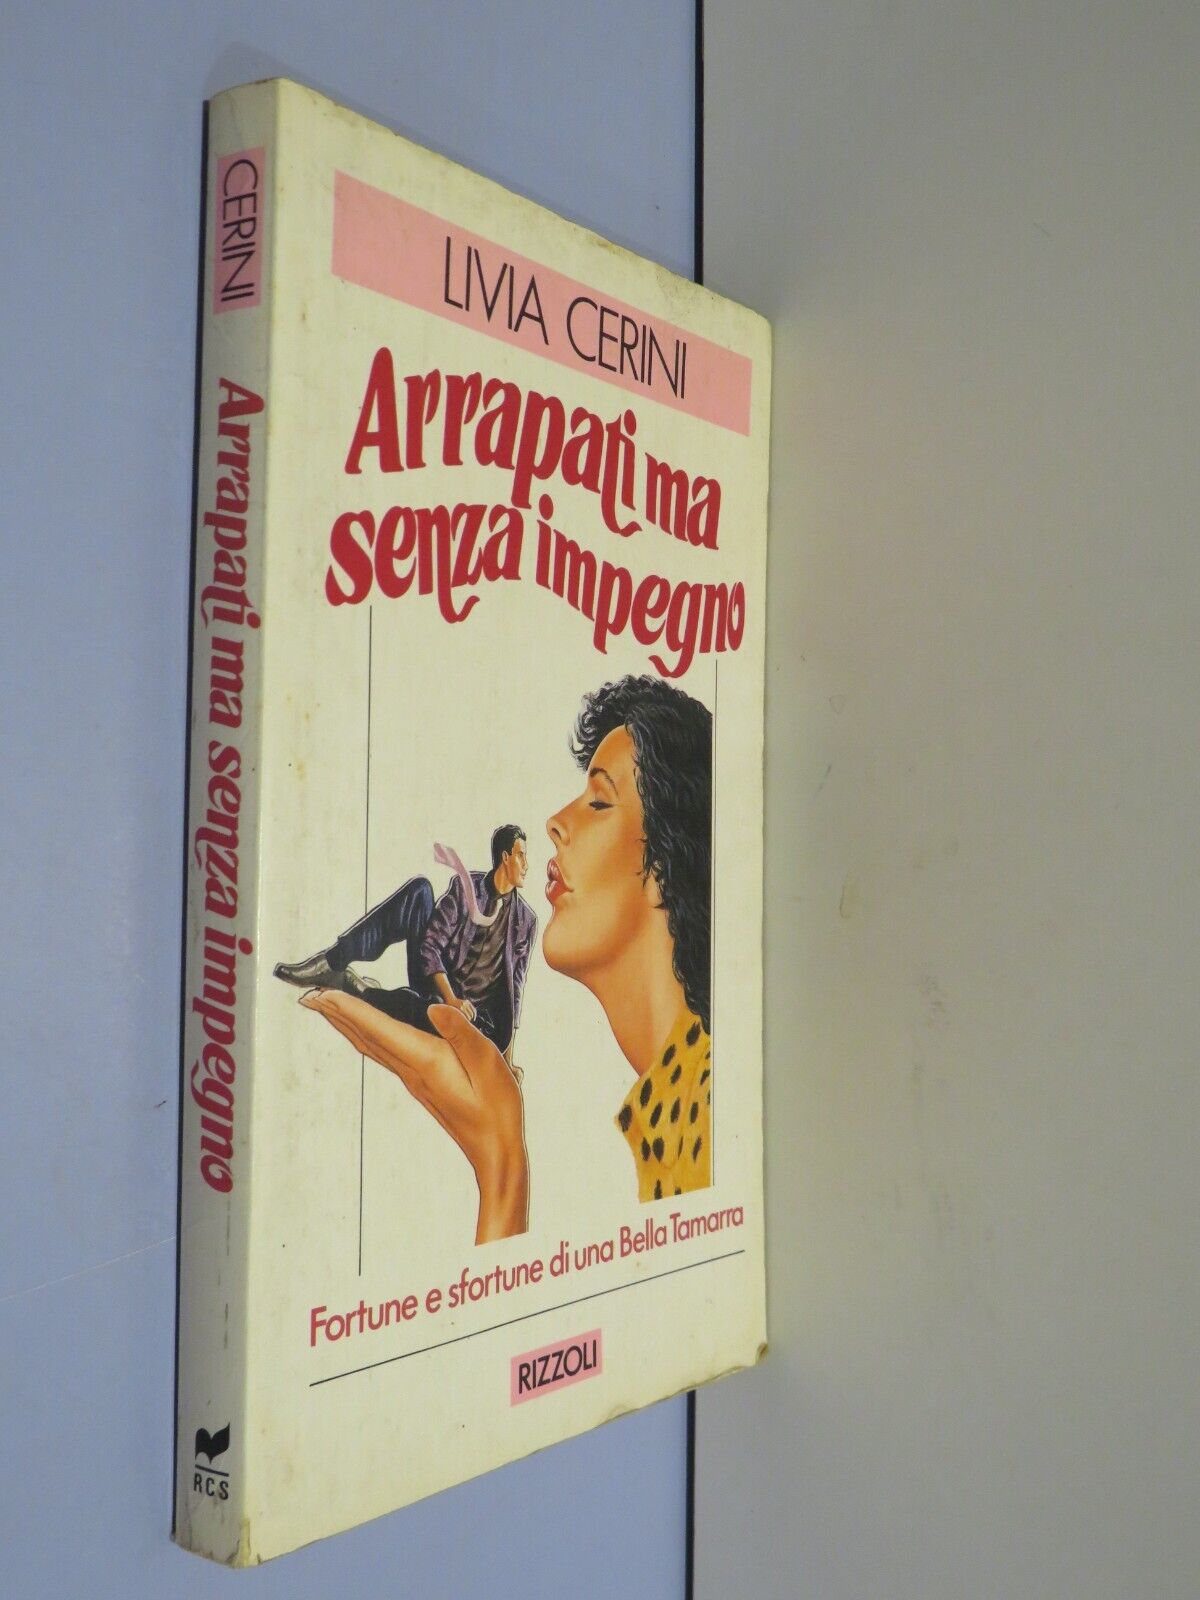 CERINI
Arrapati ma senza impegno
RCS
LIVIA CERINI
Arrapati ma
senza impegno
Fortune e sfortune di una Bella Tamarra
RIZZOLI